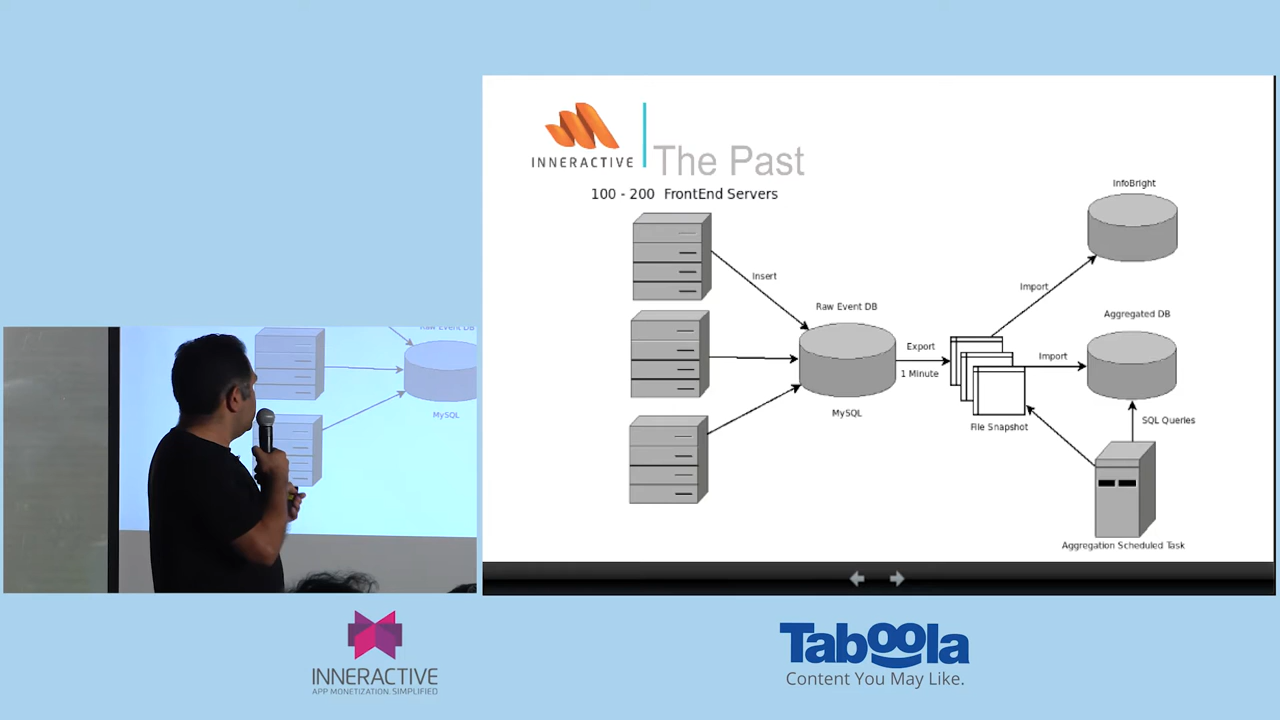 INNERACTIVE
The Past
100 - 200 FrontEnd Servers
InfoBright
Insert
Import
Raw Event DB
Aggregated DB
Export
Import
1 Minute
MySQL
File Snapshot
SQL Queries
Aggregation Scheduled Task
Raw Event DB
MySQL
INNERACTIVE
APP MONETIZATION. SIMPLIFIED
Taboola
Content You May Like.